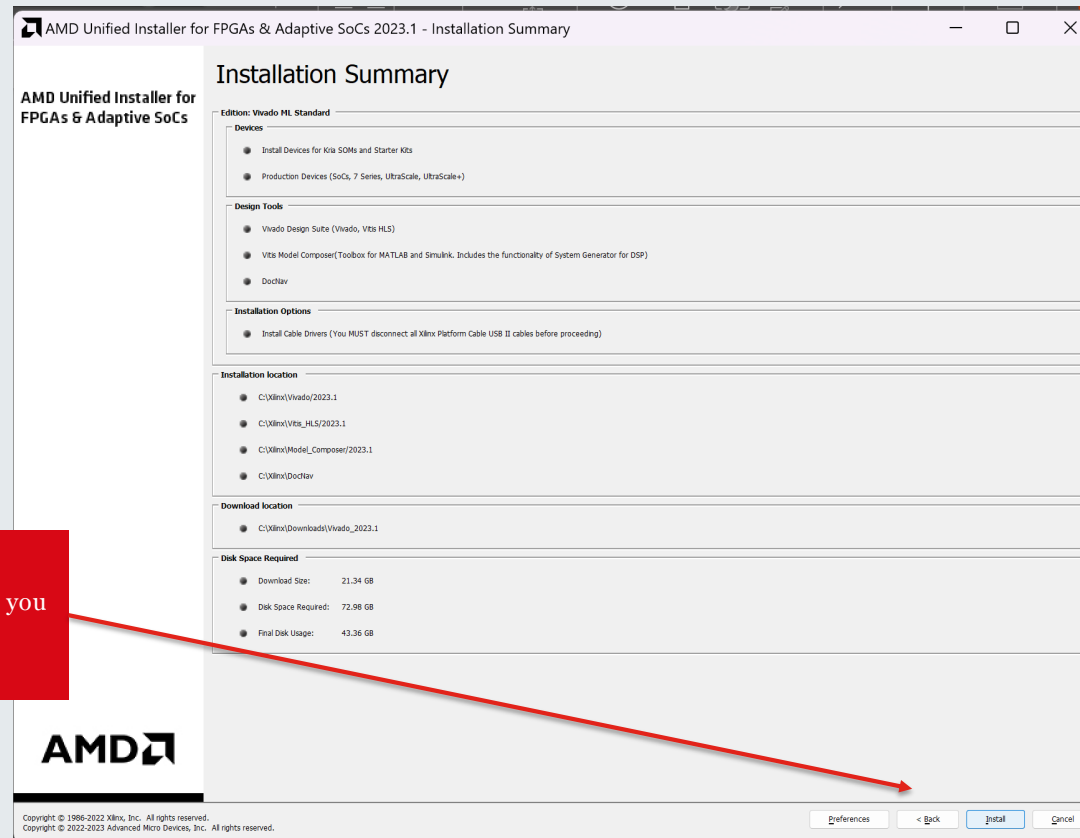 AMD Unified Installer for FPGAs & Adaptive SoCs 2023.1 - Installation Summary
AMD Unified Installer for
FPGAs & Adaptive SoCs
Installation Summary
Edition: Vivado ML Standard
Devices
Install Devices for Kria SOMs and Starter Kits
Production Devices (SoCs, 7 Series, UltraScale, UltraScale+)
Design Tools
Vivado Design Suite (Vivado, Vitis HLS)
Vitis Model Composer(Toolbox for MATLAB and Simulink. Includes the functionality of System Generator for DSP)
DocNav
Installation Options
Install Cable Drivers (You MUST disconnect all Xilinx Platform Cable USB II cables before proceeding)
Installation location
C:\Xilinx\Vivado/2023.1
C:\Xilinx\Vitis_HLS/2023.1
C:\Xilinx\Model_Composer/2023.1
C:\Xilinx\DocNav
Download location
C:\Xilinx\Downloads\Vivado_2023.1
Disk Space Required
Download Size: 21.34 GB
Disk Space Required: 72.98 GB
Final Disk Usage: 43.36 GB
you
AMD
Copyright © 1986-2022 Xilinx, Inc. All rights reserved.
Copyright © 2022-2023 Advanced Micro Devices, Inc. All rights reserved.
Preferences
< Back
Install
Cancel